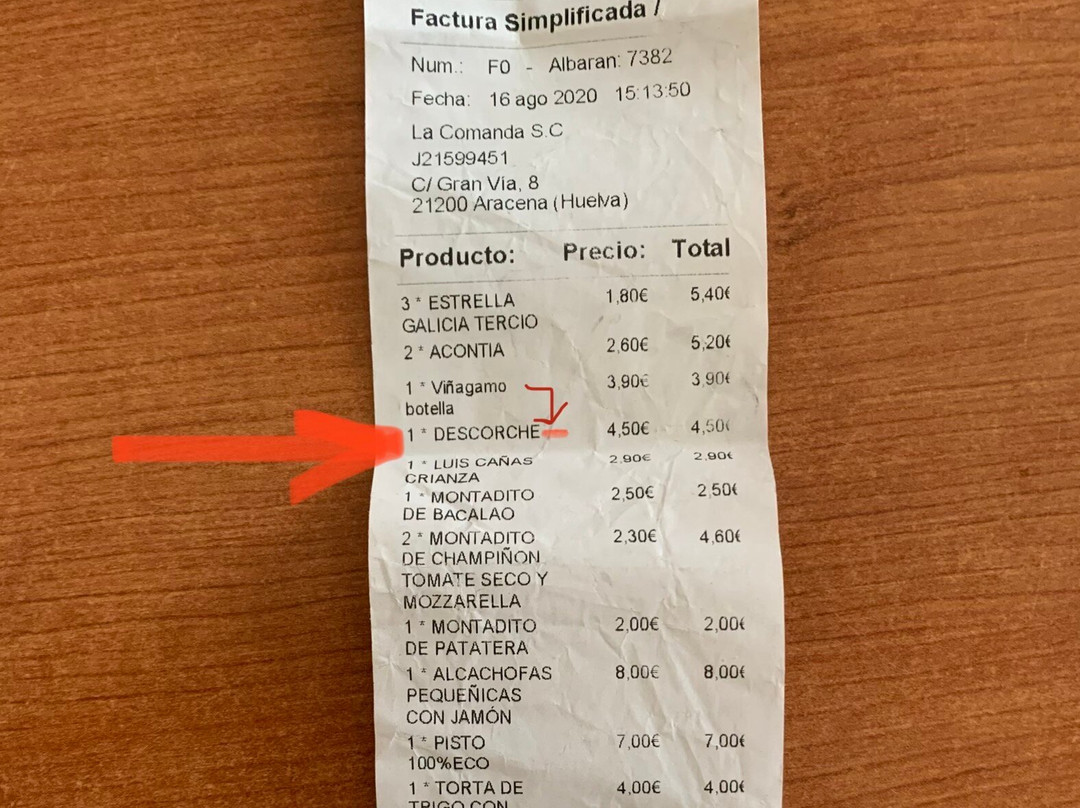 Factura Simplificada /
Num.: F0 - Albaran: 7382
Fecha: 16 ago 2020 15:13:50
La Comanda S.C
J21599451
C/ Gran Vía, 8
21200 Aracena (Huelva)
Producto: Precio: Total
3 * ESTRELLA 1,80€ 5,40€
GALICIA TERCIO
2 * ACONTIA 2,60€ 5,20€
1 * Viñagamo 3,90€ 3,90€
botella
1 * DESCORCHE 4,50€ 4,50€
1 * LUIS CAÑAS 2,90€ 2,90€
CRIANZA
1 * MONTADITO 2,50€ 2,50€
DE BACALAO
2 * MONTADITO 2,30€ 4,60€
DE CHAMPIÑON
TOMATE SECO Y
MOZZARELLA
1 * MONTADITO 2,00€ 2,00€
DE PATATERA
1 * ALCACHOFAS 8,00€ 8,00€
PEQUEÑICAS
CON JAMÓN
1 * PISTO 7,00€ 7,00€
100%ECO
1 * TORTA DE 4,00€ 4,00€
TRIGO CON